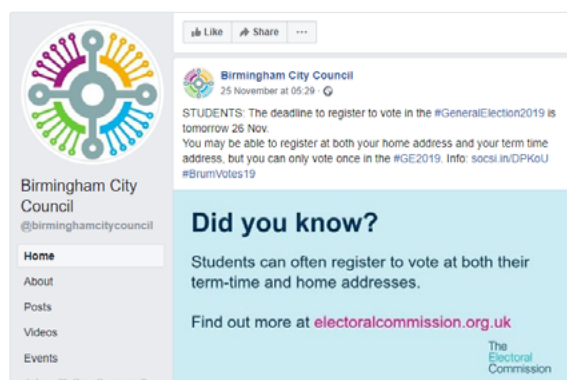 Like Share ...
Birmingham City Council
25 November at 05:29 ·
STUDENTS: The deadline to register to vote in the #GeneralElection2019 is
tomorrow 26 Nov.
You may be able to register at both your home address and your term time
address, but you can only vote once in the #GE2019. Info: socsi.in/DPKoU
#BrumVotes19
Birmingham City
Council
@birminghamcitycouncil
Home
About
Posts
Videos
Events
Did you know?
Students can often register to vote at both their
term-time and home addresses.
Find out more at electoralcommission.org.uk
The
Electoral
Commission